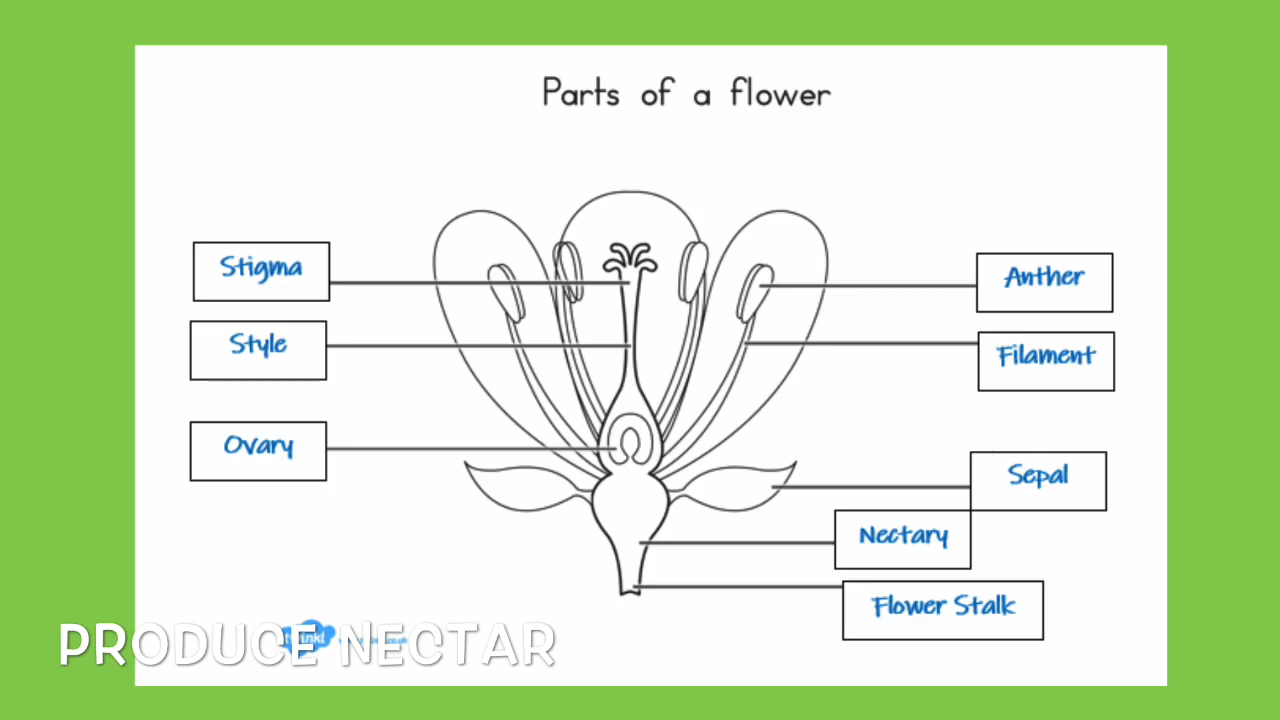 Parts of a flower
Stigma
Anther
Style
Filament
Ovary
Sepal
Nectary
Flower Stalk
PRODUCE NECTAR